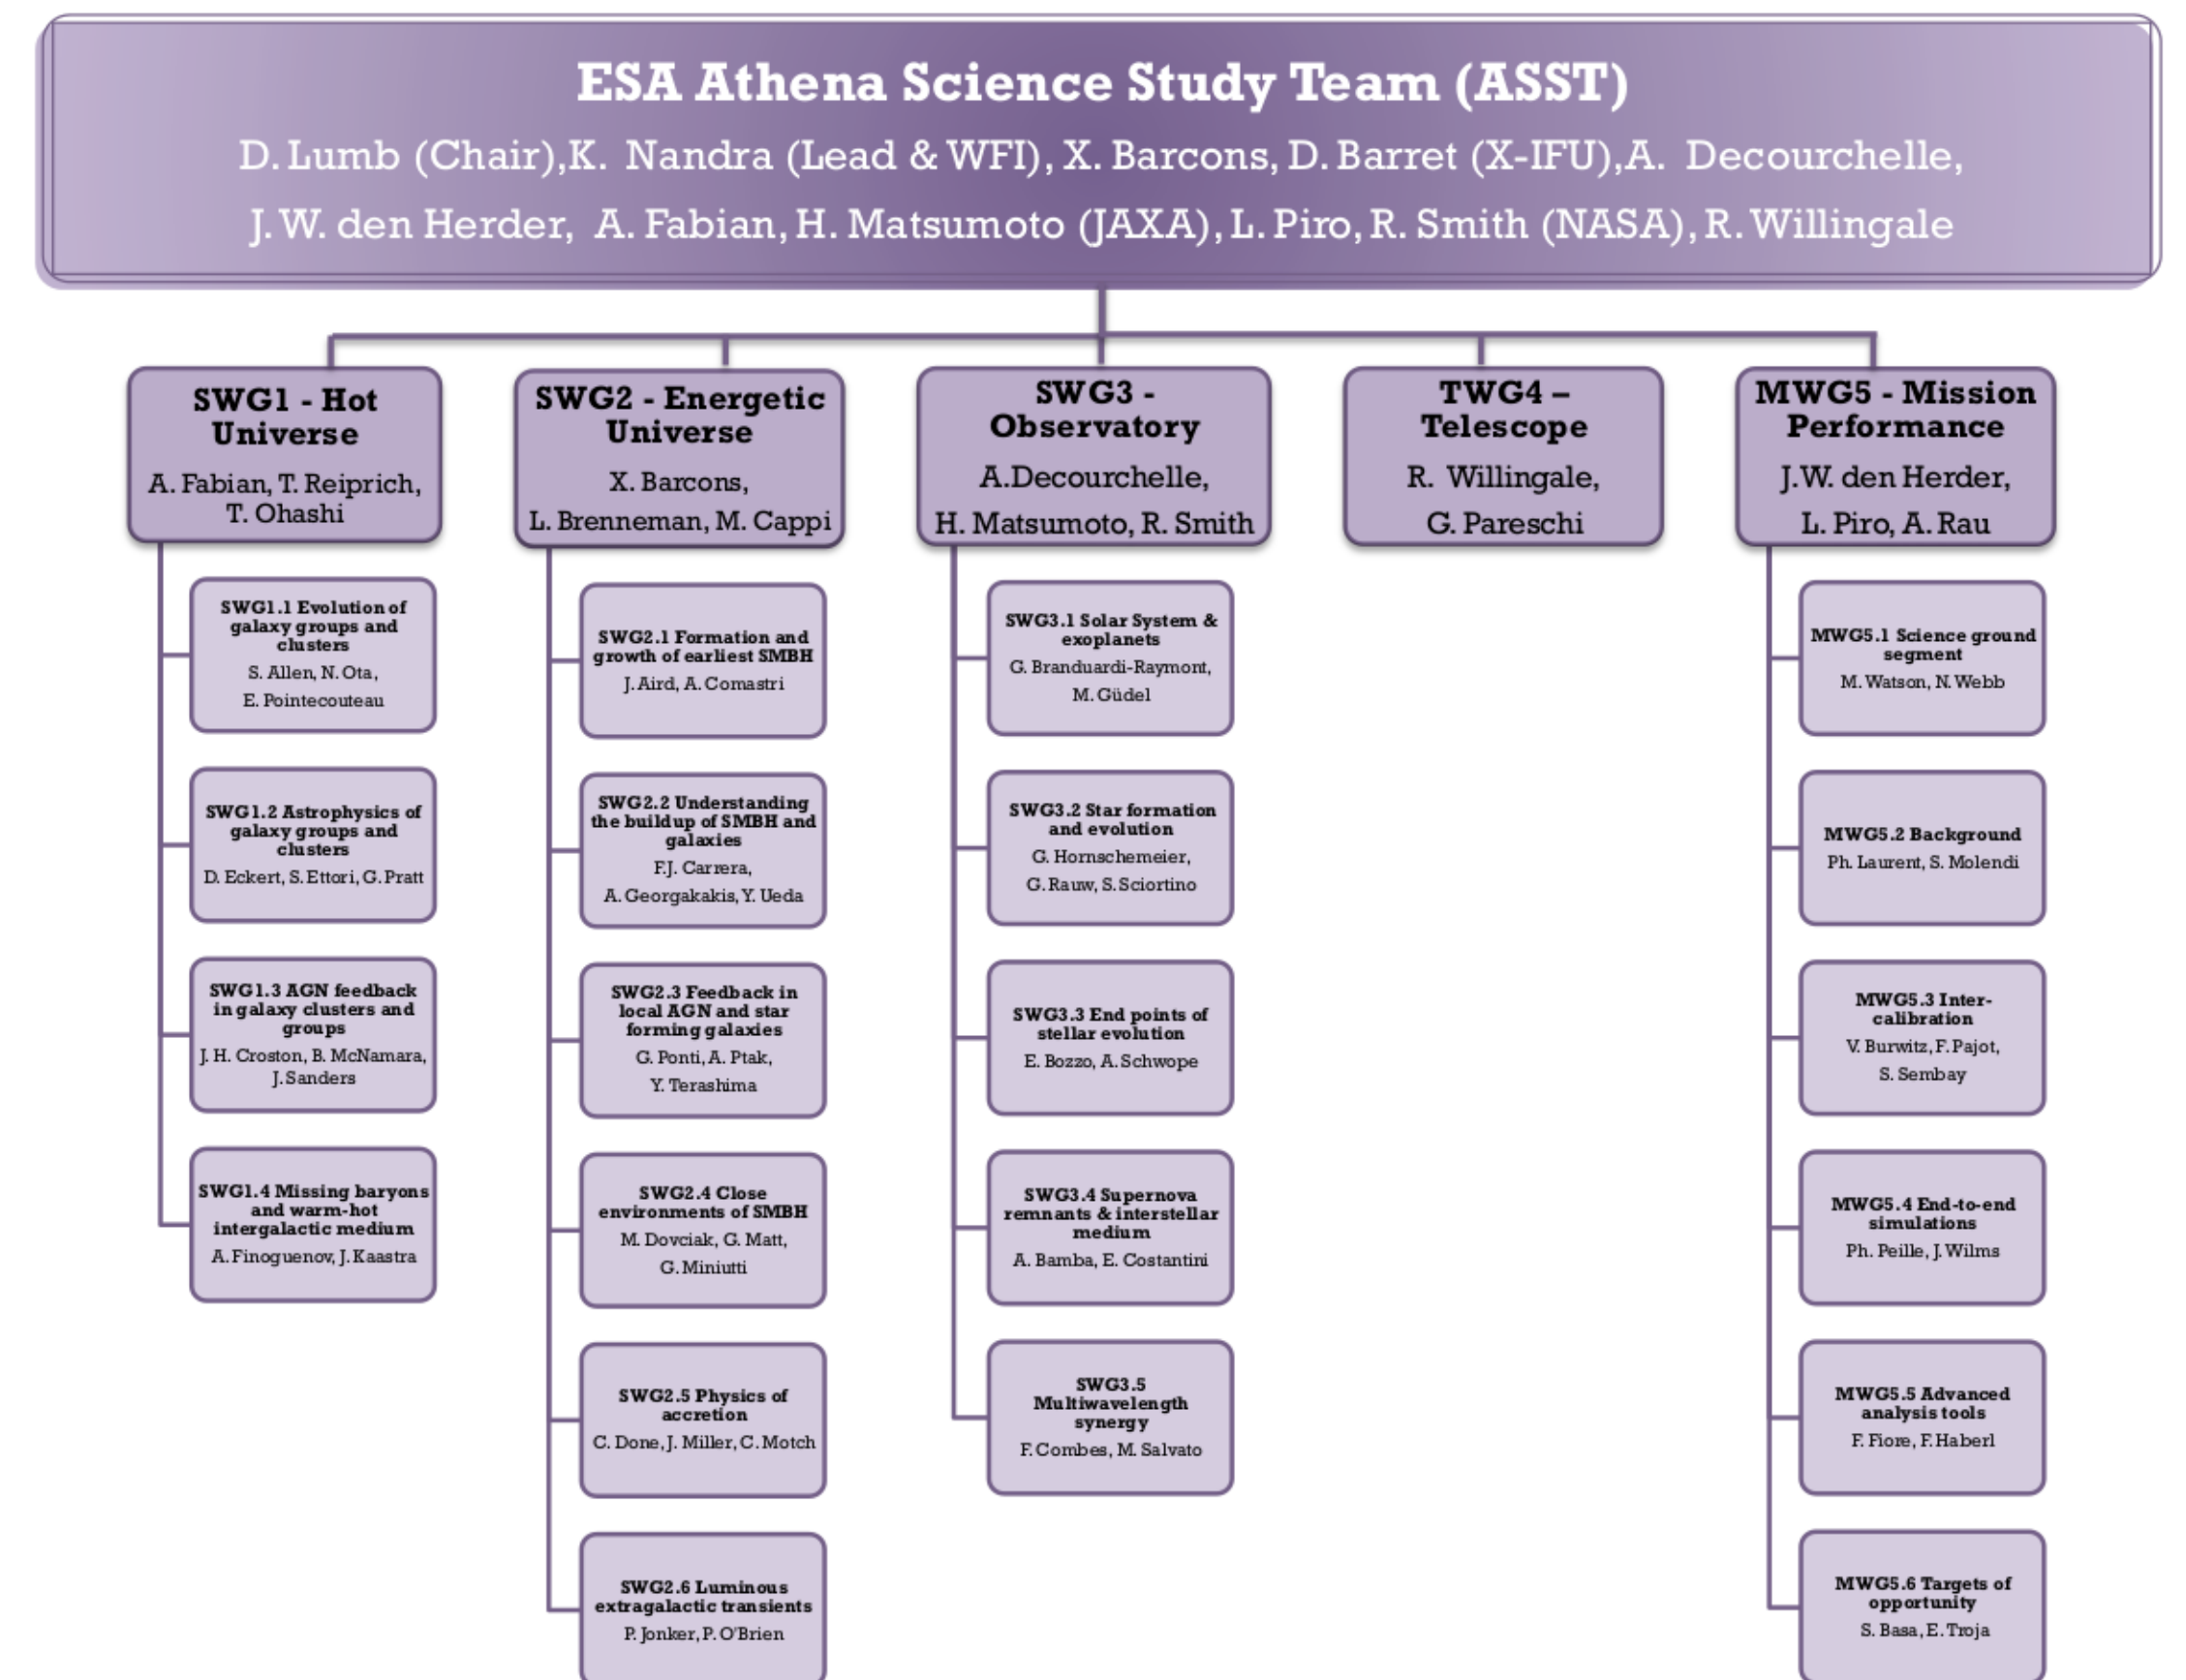 ESA Athena Science Study Team (ASST)
D. Lumb (Chair),K. Nandra (Lead & WFI), X. Barcons, D. Barret (X-IFU),A. Decourchelle,
J. W. den Herder, A. Fabian, H. Matsumoto (JAXA), L. Piro, R. Smith (NASA), R. Willingale
SWG1 - Hot
Universe
A. Fabian, T. Reiprich,
T. Ohashi
SWG1.1 Evolution of
galaxy groups and
clusters
S. Allen, N. Ota,
E. Pointecouteau
SWG1.2 Astrophysics of
galaxy groups and
clusters
D. Eckert, S. Ettori, G. Pratt
SWG1.3 AGN feedback
in galaxy clusters and
groups
J. H. Croston, B. McNamara,
J. Sanders
SWG1.4 Missing baryons
and warm-hot
intergalactic medium
A. Finoguenov, J. Kaastra
SWG2 - Energetic
Universe
X. Barcons,
L. Brenneman, M. Cappi
SWG2.1 Formation and
growth of earliest SMBH
J. Aird, A. Comastri
SWG2.2 Understanding
the buildup of SMBH and
galaxies
F.J. Carrera,
A. Georgakakis, Y. Ueda
SWG2.3 Feedback in
local AGN and star
forming galaxies
G. Ponti, A. Ptak,
Y. Terashima
SWG2.4 Close
environments of SMBH
M. Dovciak, G. Matt,
G. Miniutti
SWG2.5 Physics of
accretion
C. Done, J. Miller, C. Motch
SWG2.6 Luminous
extragalactic transients
P. Jonker, P. O'Brien
SWG3 -
Observatory
A.Decourchelle,
H. Matsumoto, R. Smith
SWG3.1 Solar System &
exoplanets
G. Branduardi-Raymont,
M. Güdel
SWG3.2 Star formation
and evolution
G. Hornschemeier,
G. Rauw, S. Sciortino
SWG3.3 End points of
stellar evolution
E. Bozzo, A. Schwope
SWG3.4 Supernova
remnants & interstellar
medium
A. Bamba, E. Costantini
SWG3.5
Multiwavelength
synergy
F. Combes, M. Salvato
TWG4 –
Telescope
R. Willingale,
G. Pareschi
MWG5 - Mission
Performance
J.W. den Herder,
L. Piro, A. Rau
MWG5.1 Science ground
segment
M. Watson, N. Webb
MWG5.2 Background
Ph. Laurent, S. Molendi
MWG5.3 Inter-
calibration
V. Burwitz, F. Pajot,
S. Sembay
MWG5.4 End-to-end
simulations
Ph. Peille, J. Wilms
MWG5.5 Advanced
analysis tools
F. Fiore, F. Haberl
MWG5.6 Targets of
opportunity
S. Basa, E. Troja